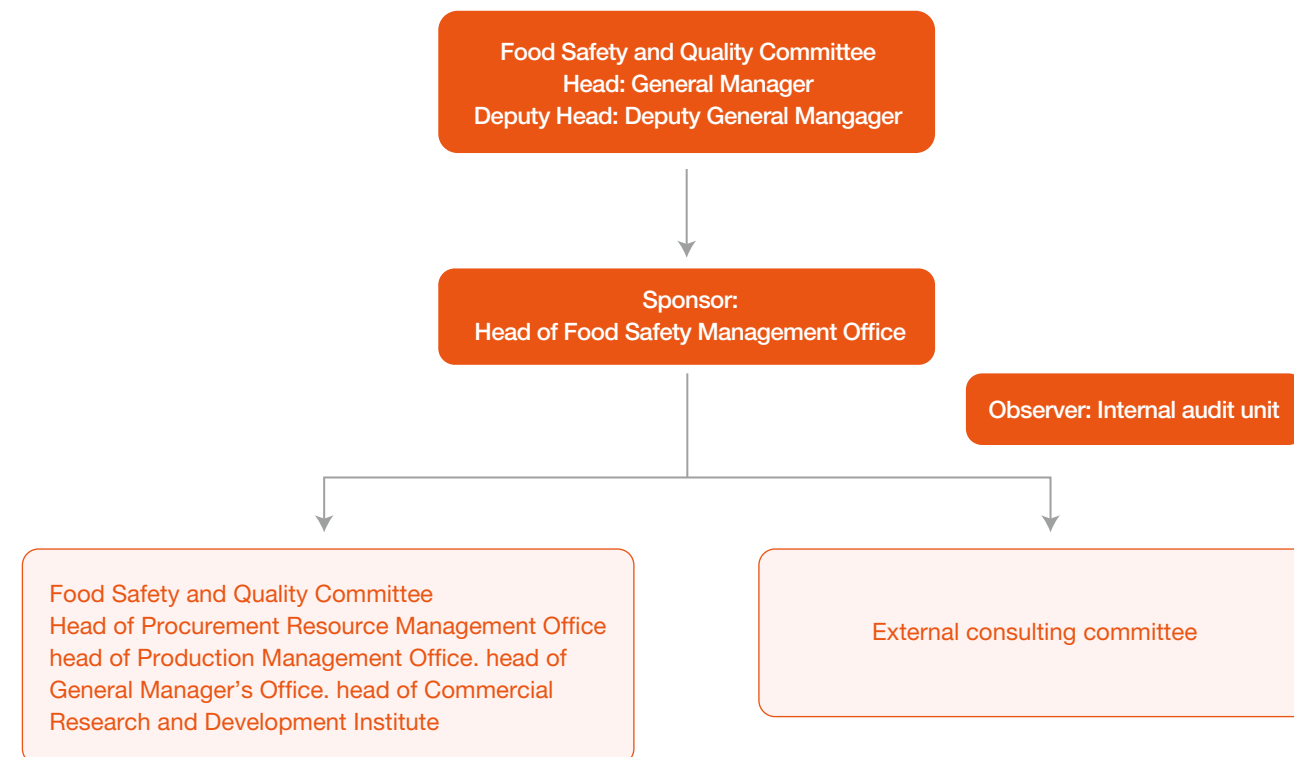 Food Safety and Quality Committee
Head: General Manager
Deputy Head: Deputy General Mangager
Sponsor:
Head of Food Safety Management Office
Observer: Internal audit unit
Food Safety and Quality Committee
Head of Procurement Resource Management Office
head of Production Management Office. head of
General Manager’s Office. head of Commercial
Research and Development Institute
External consulting committee